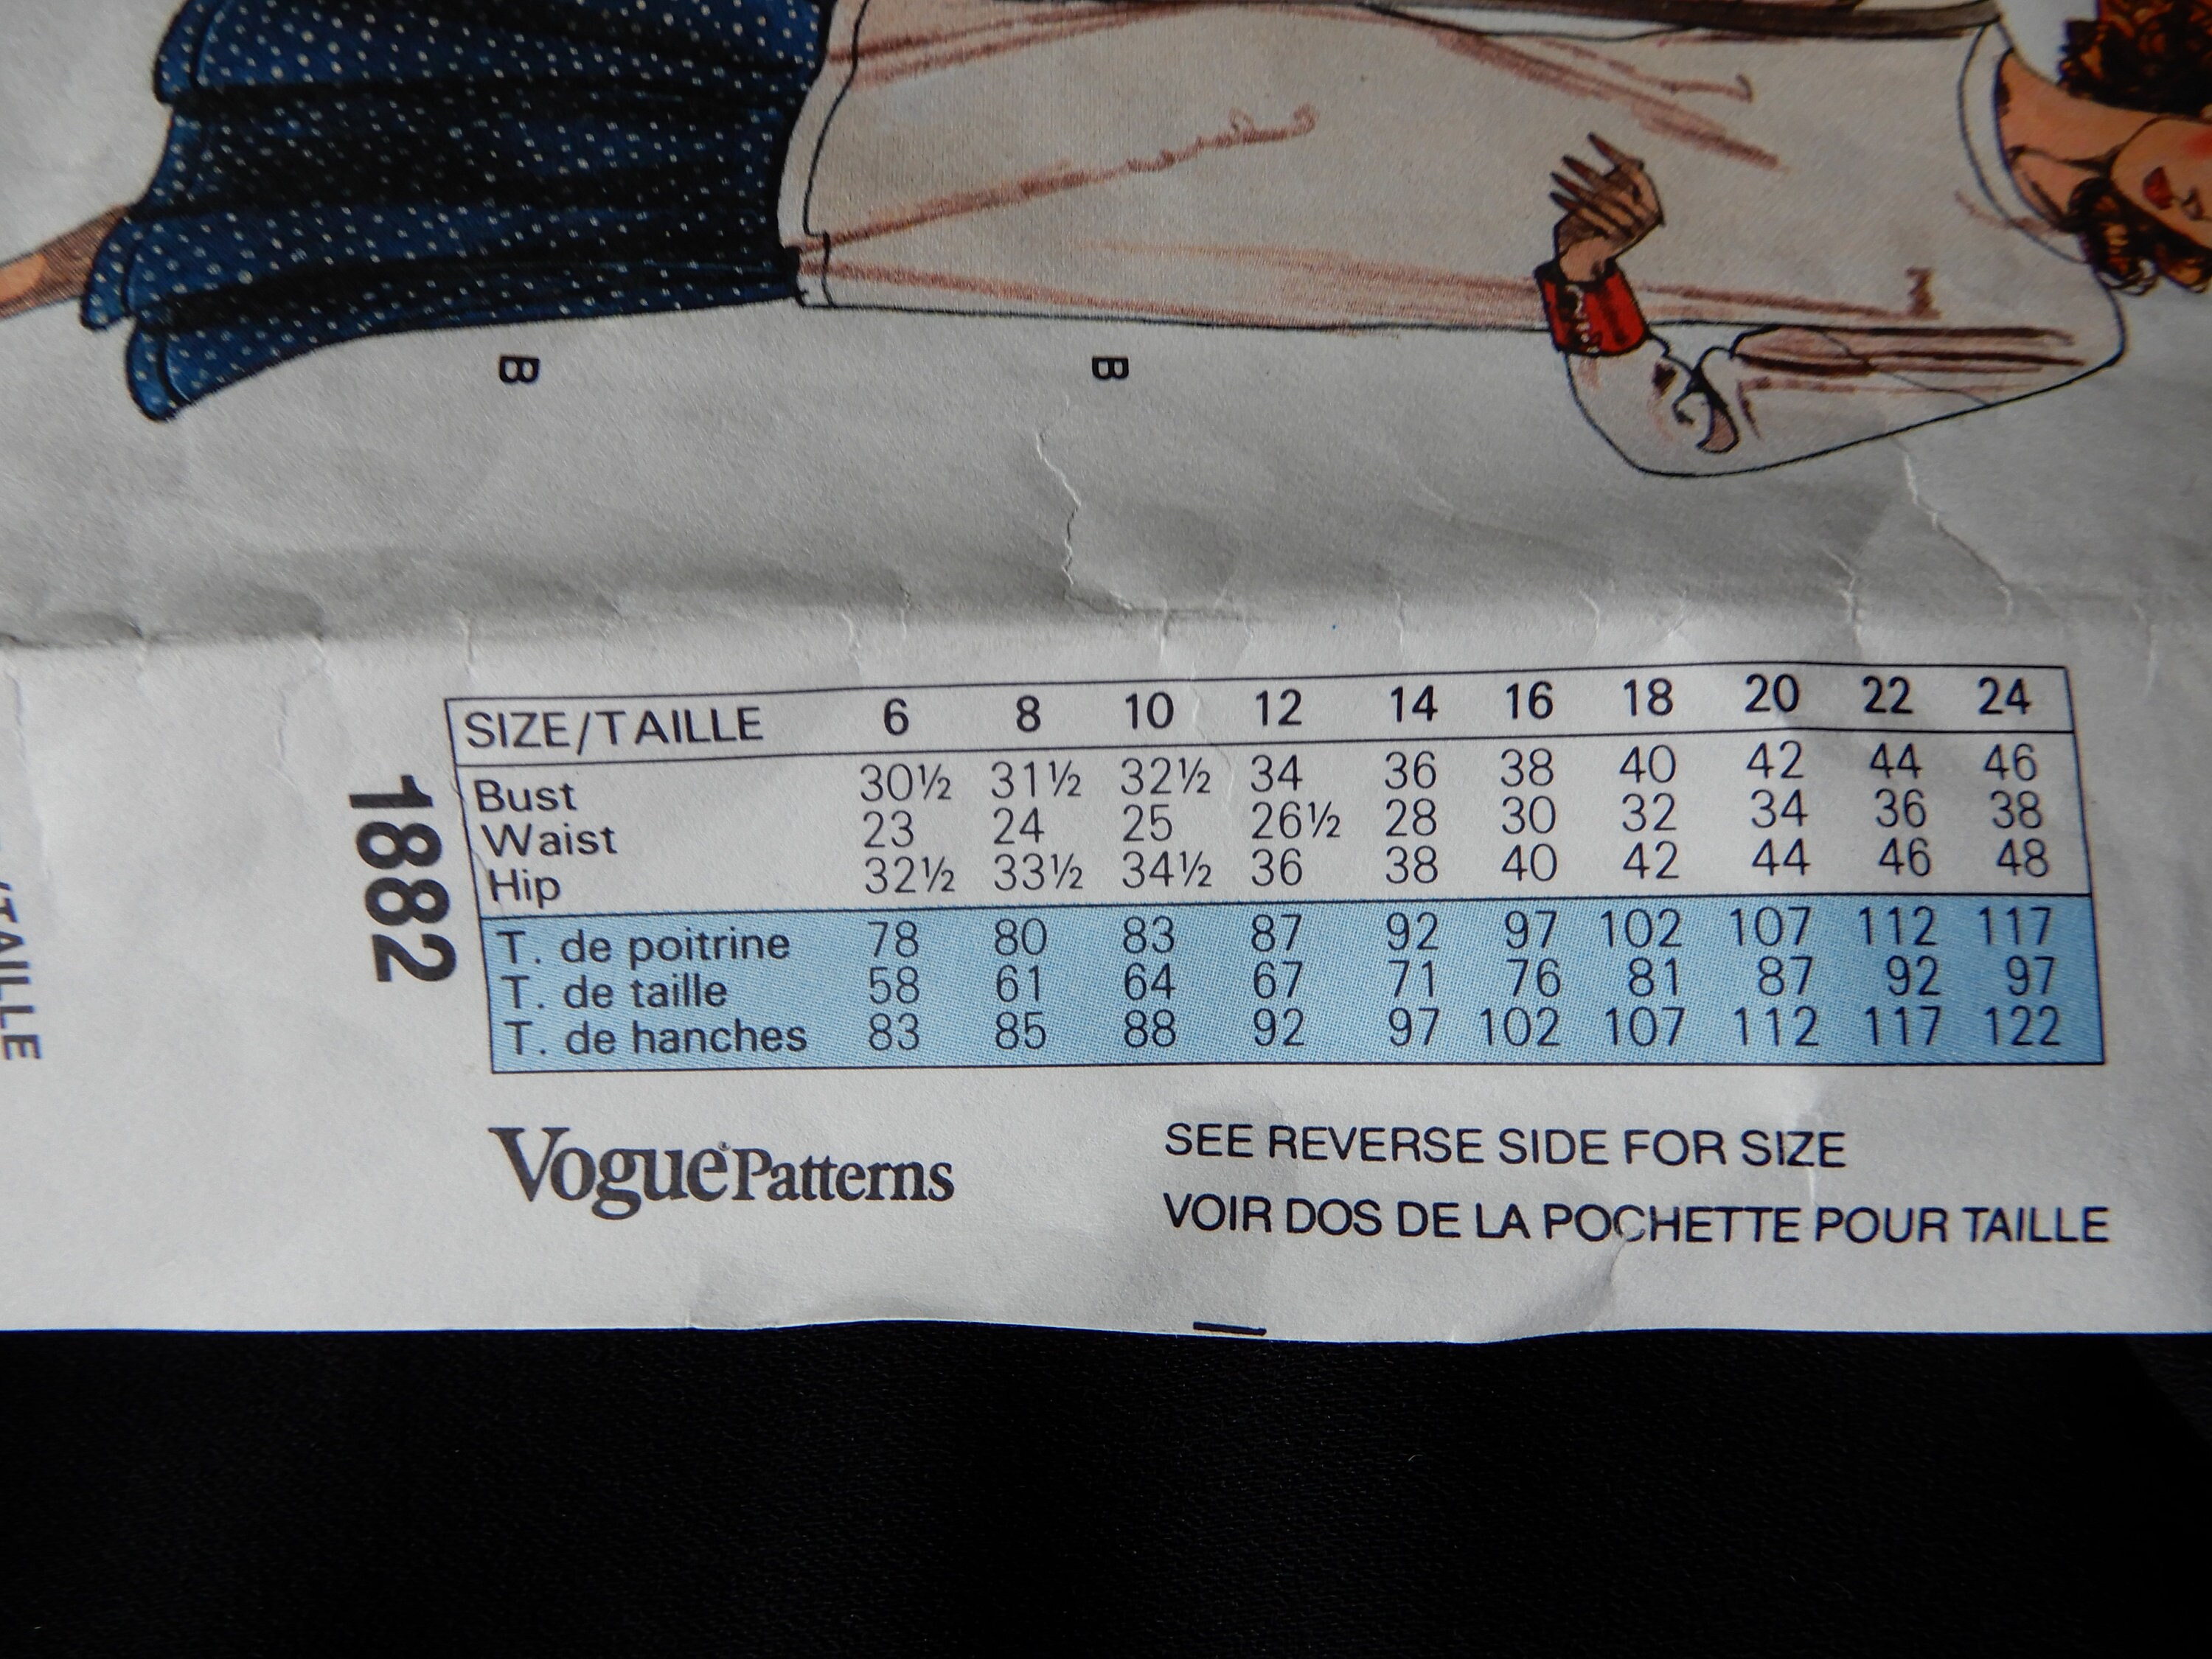 B
B
SIZE/TAILLE 6 8 10 12 14 16 18 20 22 24
Bust 30½ 31½ 32½ 34 36 38 40 42 44 46
Waist 23 24 25 26½ 28 30 32 34 36 38
Hip 32½ 33½ 34½ 36 38 40 42 44 46 48
T. de poitrine 78 80 83 87 92 97 102 107 112 117
T. de taille 58 61 64 67 71 76 81 87 92 97
T. de hanches 83 85 88 92 97 102 107 112 117 122
1882
/TAILLE
Vogue Patterns
SEE REVERSE SIDE FOR SIZE
VOIR DOS DE LA POCHETTE POUR TAILLE